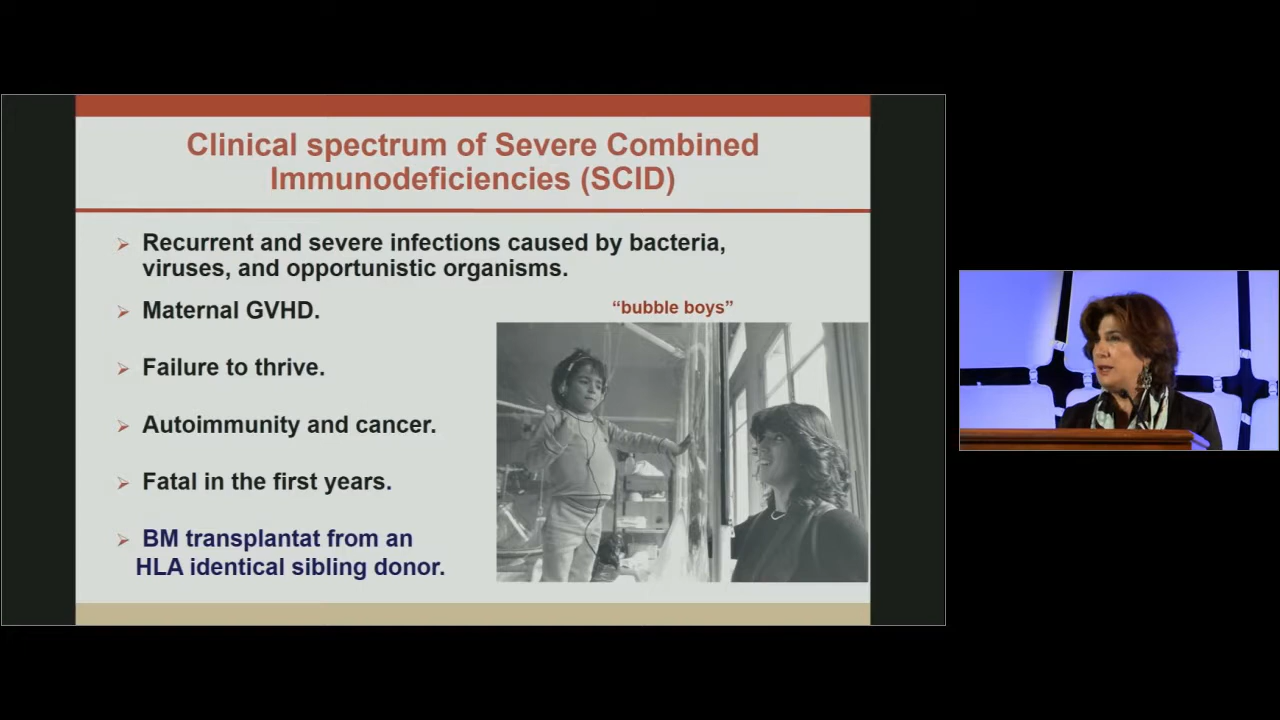 Clinical spectrum of Severe Combined
Immunodeficiencies (SCID)
➢ Recurrent and severe infections caused by bacteria,
viruses, and opportunistic organisms.
➢ Maternal GVHD.
"bubble boys"
➢ Failure to thrive.
➢ Autoimmunity and cancer.
➢ Fatal in the first years.
➢ BM transplantat from an
HLA identical sibling donor.